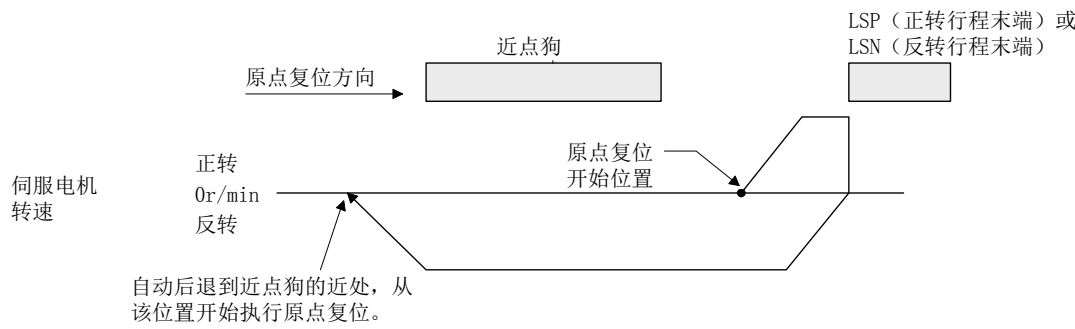 LSP（正转行程末端）或
LSN（反转行程末端）
近点狗
原点复位方向
原点复位
开始位置
伺服电机
转速
正转
0r/min
反转
自动后退到近点狗的近处，从
该位置开始执行原点复位。